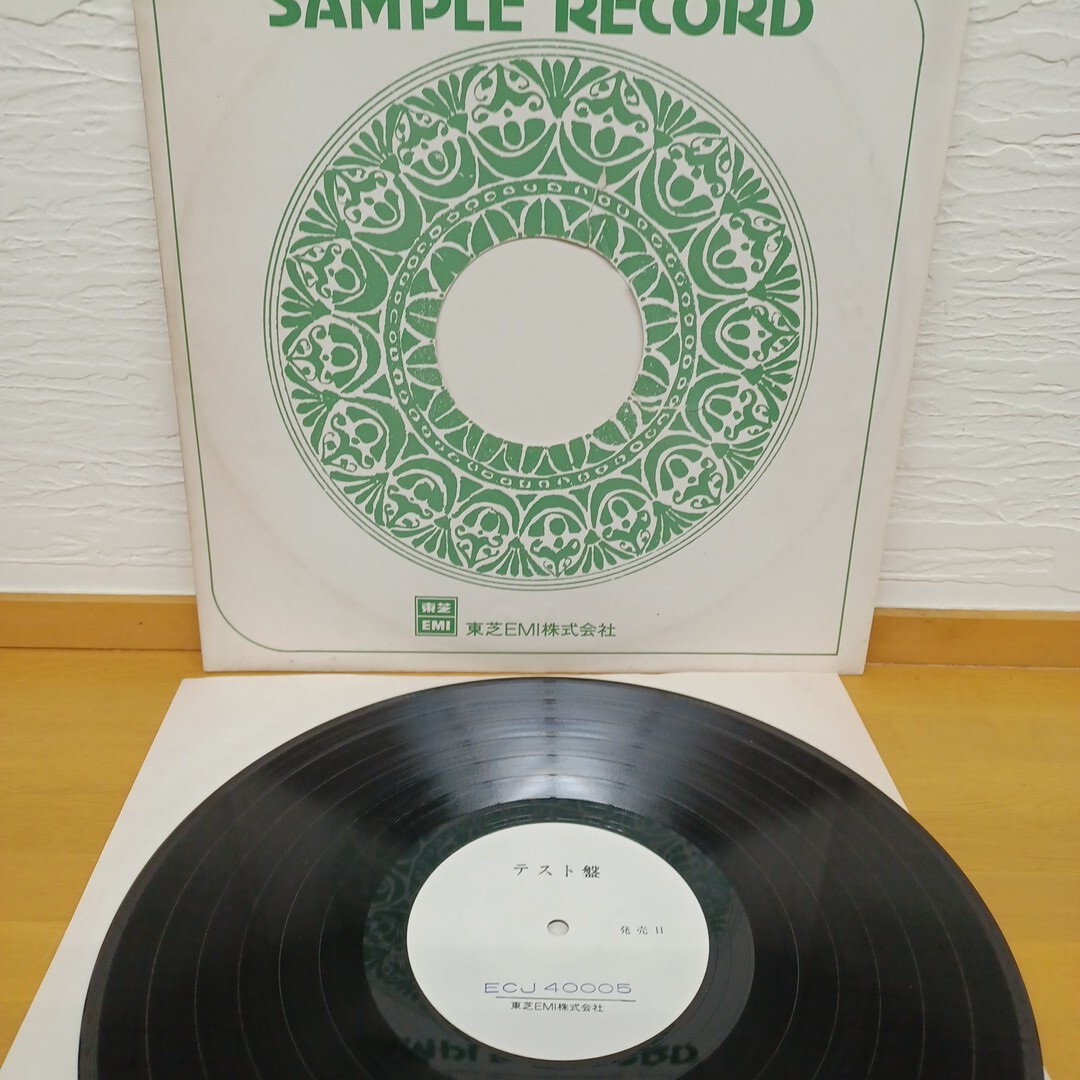 SAMPLE RECORD
東芝
EMI
東芝EMI株式会社
テスト盤
発売日
ECJ 40005
東芝EMI株式会社